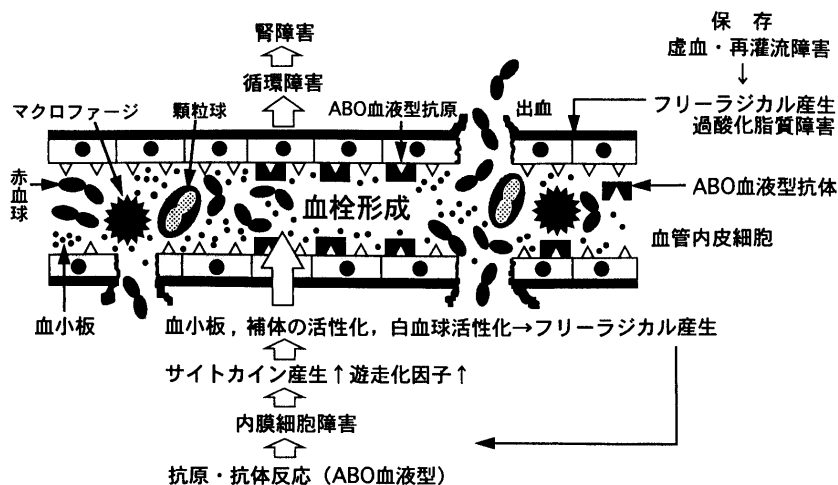 腎障害
循環障害
保存
虚血・再灌流障害
↓
フリーラジカル産生
過酸化脂質障害
マクロファージ
顆粒球
ABO血液型抗原
出血
赤血球
ABO血液型抗体
血栓形成
血管内皮細胞
血小板
血小板,補体の活性化,白血球活性化→フリーラジカル産生
サイトカイン産生↑遊走化因子↑
内膜細胞障害
抗原・抗体反応(ABO血液型)